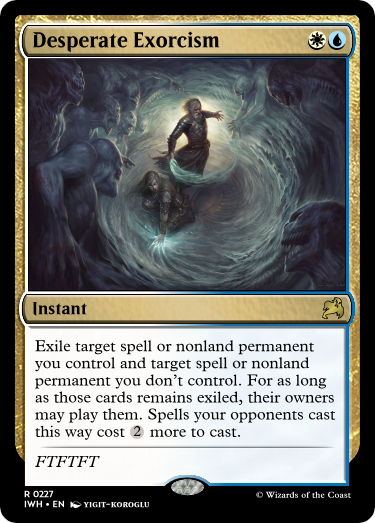 Desperate Exorcism
Instant
Exile target spell or nonland permanent
you control and target spell or nonland
permanent you don't control. For as long
as those cards remains exiled, their owners
may play them. Spells your opponents cast
this way cost 2 more to cast.
FTFTFT
R 0227
IWH • EN YIGIT-KOROGLU
© Wizards of the Coast